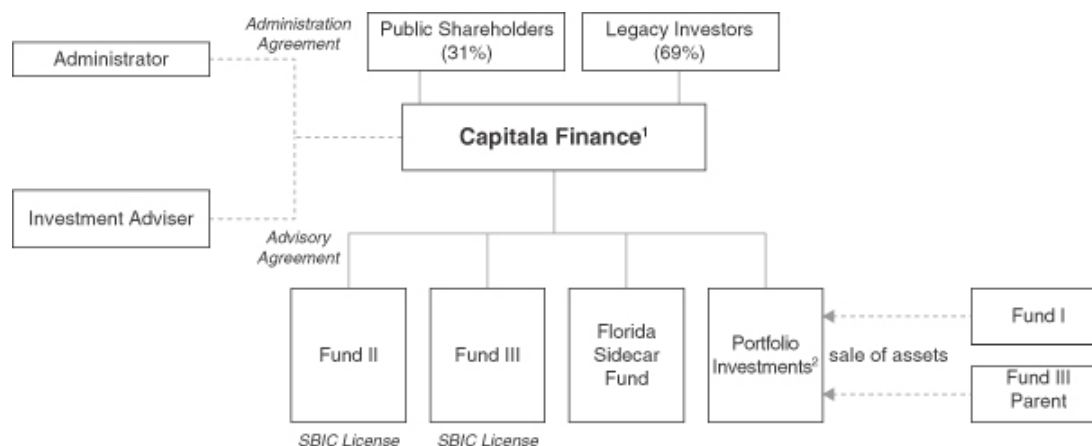 Administration
Agreement
Public Shareholders
(31%)
Legacy Investors
(69%)
Administrator
Capitala Finance¹
Investment Adviser
Advisory
Agreement
Fund II
Fund III
Florida
Sidecar
Fund
Portfolio
Investments²
sale of assets
Fund I
Fund III
Parent
SBIC License
SBIC License